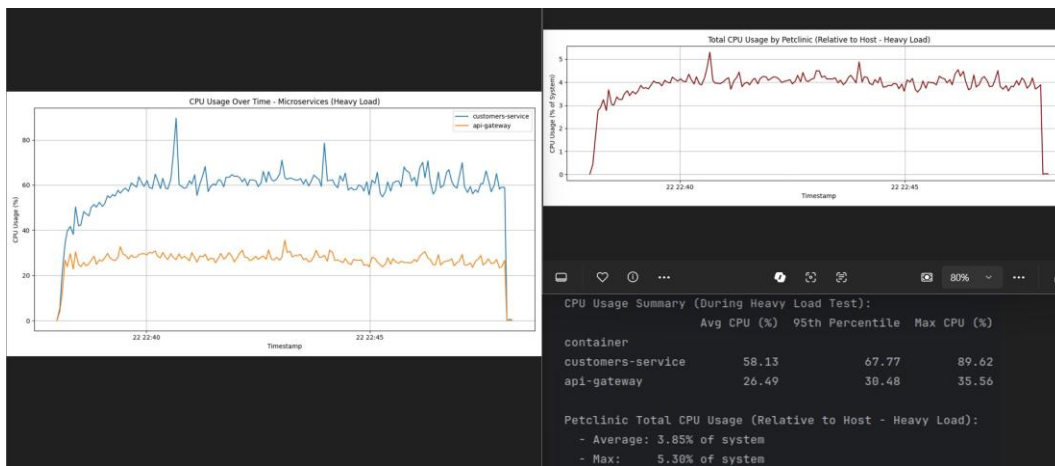 CPU Usage Over Time - Microservices (Heavy Load)
customers-service
api-gateway
CPU Usage (%)
80
60
40
20
0
22 22:40
22 22:45
Timestamp
Total CPU Usage by Petclinic (Relative to Host - Heavy Load)
CPU Usage (% of System)
5
4
3
2
1
0
22 22:40
22 22:45
Timestamp
80%
CPU Usage Summary (During Heavy Load Test):
Avg CPU (%) 95th Percentile Max CPU (%)
container
customers-service 58.13 67.77 89.62
api-gateway 26.49 30.48 35.56
Petclinic Total CPU Usage (Relative to Host - Heavy Load):
- Average: 3.85% of system
- Max: 5.30% of system